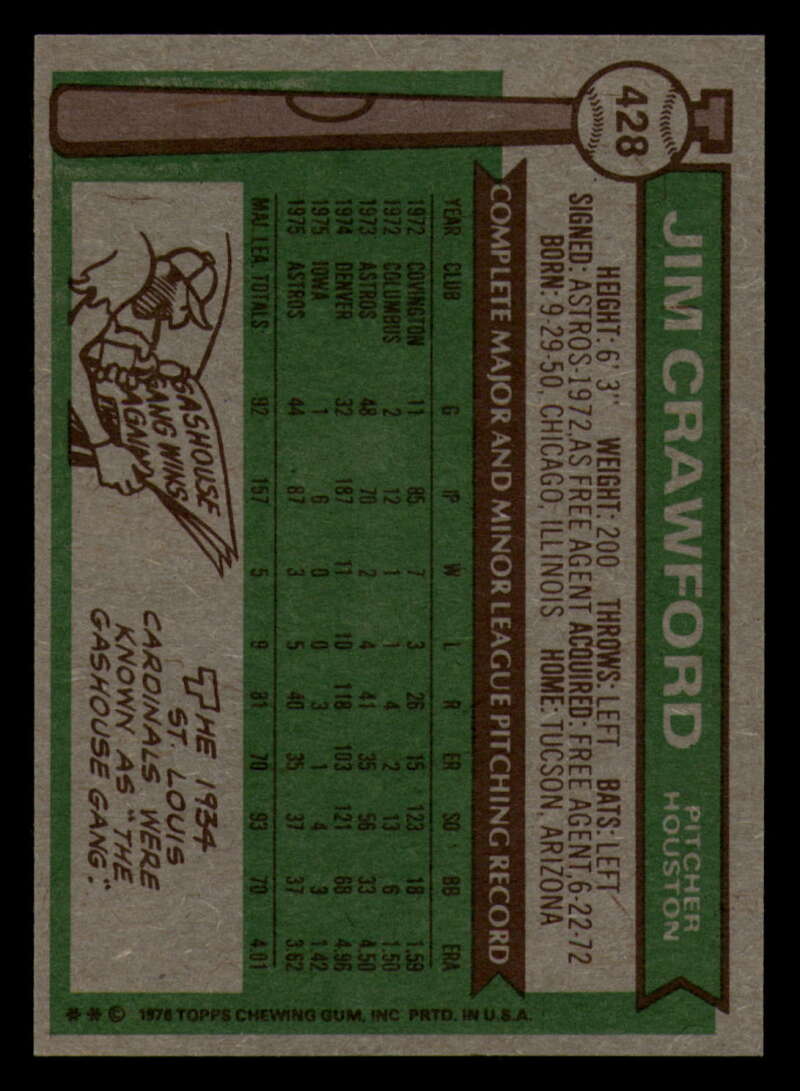 428
JIM CRAWFORD
PITCHER
HOUSTON
HEIGHT: 6' 3" WEIGHT: 200 THROWS: LEFT BATS: LEFT
SIGNED: ASTROS-1972, AS FREE AGENT ACQUIRED: FREE AGENT, 6-22-72
BORN: 9-29-50, CHICAGO, ILLINOIS HOME: TUCSON, ARIZONA
COMPLETE MAJOR AND MINOR LEAGUE PITCHING RECORD
YEAR CLUB G IP W L R ER SO BB ERA
1972 COVINGTON 11 85 7 3 26 15 123 18 1.59
1972 COLUMBUS 2 12 1 1 4 2 13 6 1.50
1973 ASTROS 48 70 2 4 41 35 56 33 4.50
1974 DENVER 32 187 11 10 118 103 121 68 4.96
1975 IOWA 1 6 0 0 3 1 4 3 1.42
1975 ASTROS 44 87 3 5 40 35 37 37 3.62
MAJ. LEA. TOTALS 92 157 5 9 81 70 93 70 4.01
GASHOUSE
GANG WINS
AGAIN
THE 1934
ST. LOUIS
CARDINALS WERE
KNOWN AS "THE
GASHOUSE GANG."
** © 1976 TOPPS CHEWING GUM, INC PRTD. IN U.S.A.